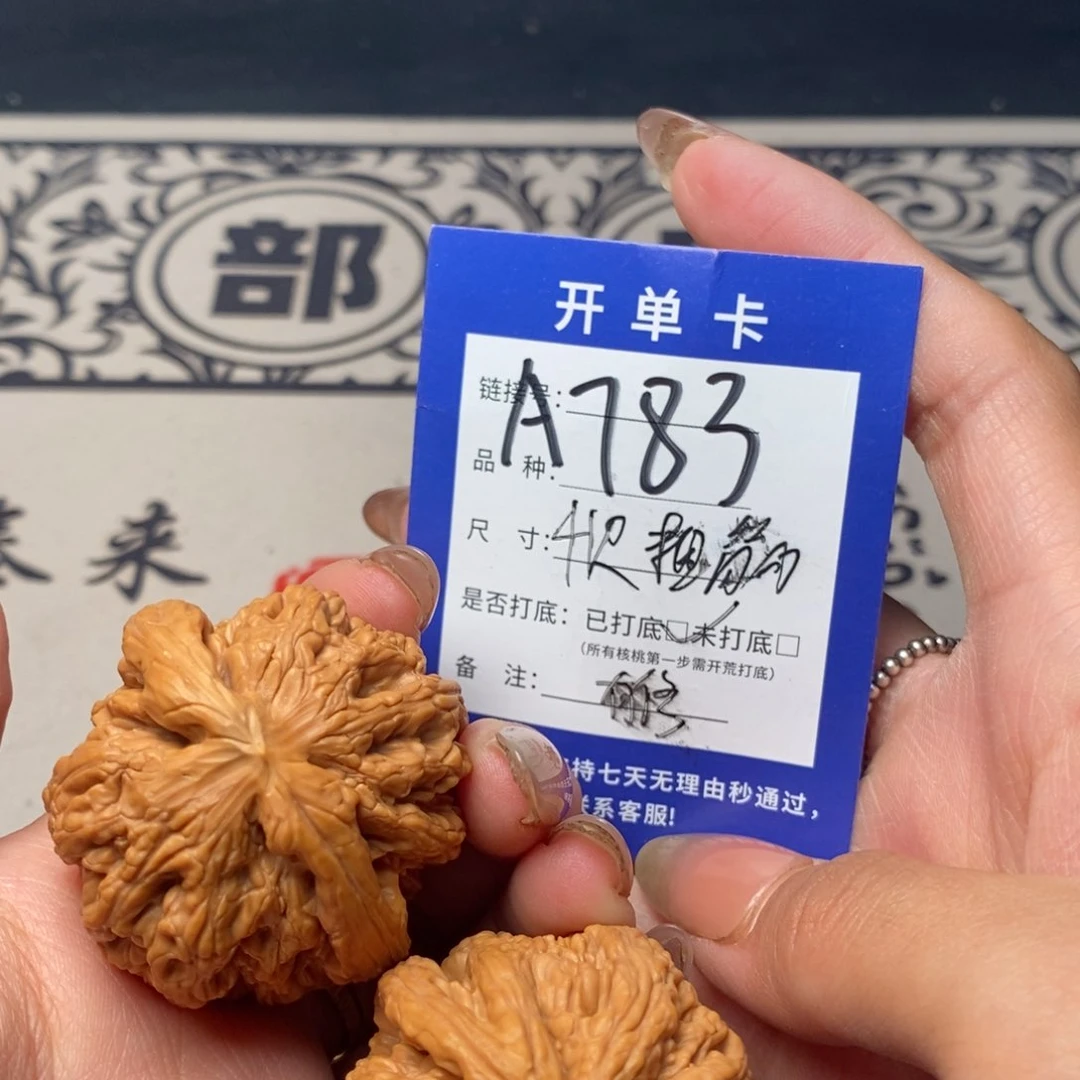 部
来
开单卡
链接号: A783
品 种:
尺 寸:
是否打底: 已打底☑未打底□
(所有核桃第一步需开荒打底)
备 注: 有修
持七天无理由秒通过,
系客服!